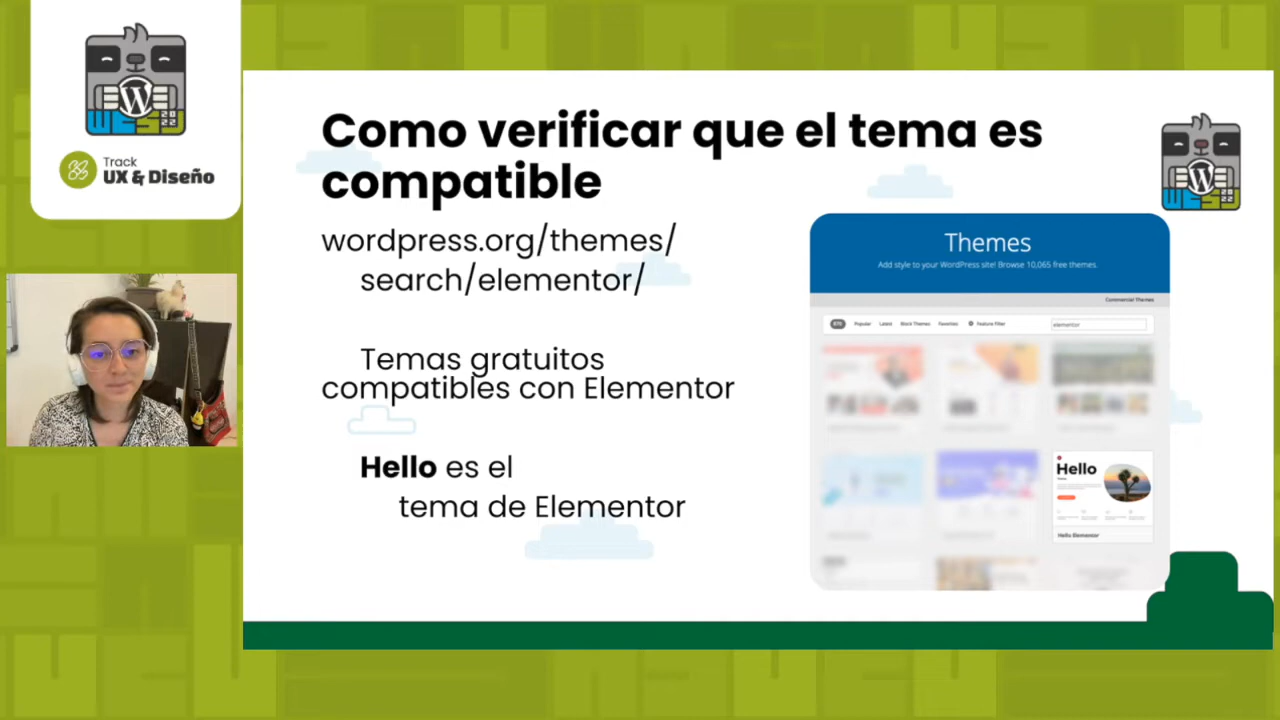 WESJ
2022
Track
UX & Diseño
Como verificar que el tema es
compatible
wordpress.org/themes/
search/elementor/
Temas gratuitos
compatibles con Elementor
Hello es el
tema de Elementor
Themes
Add style to your WordPress site! Browse 10,065 free themes.
Commercial Themes
Popular Latest Block Themes Favorites Feature Filter
elementor
Hello
Hello Elementor